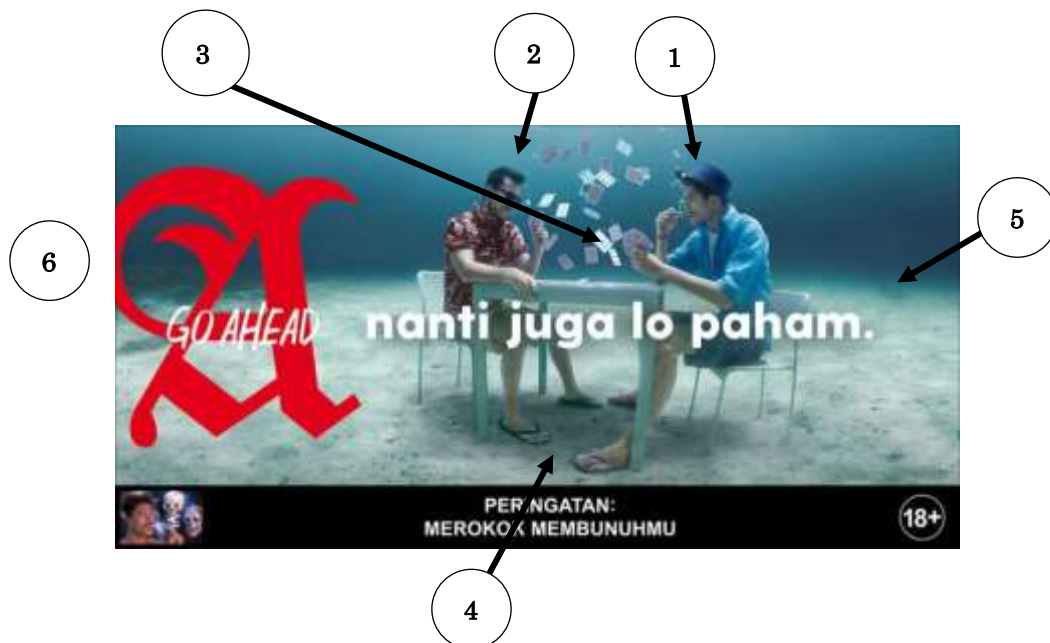 3
2
1
5
6
A
GO AHEAD
nanti juga lo paham.
PERINGATAN:
MEROKOK MEMBUNUHMU
18+
4